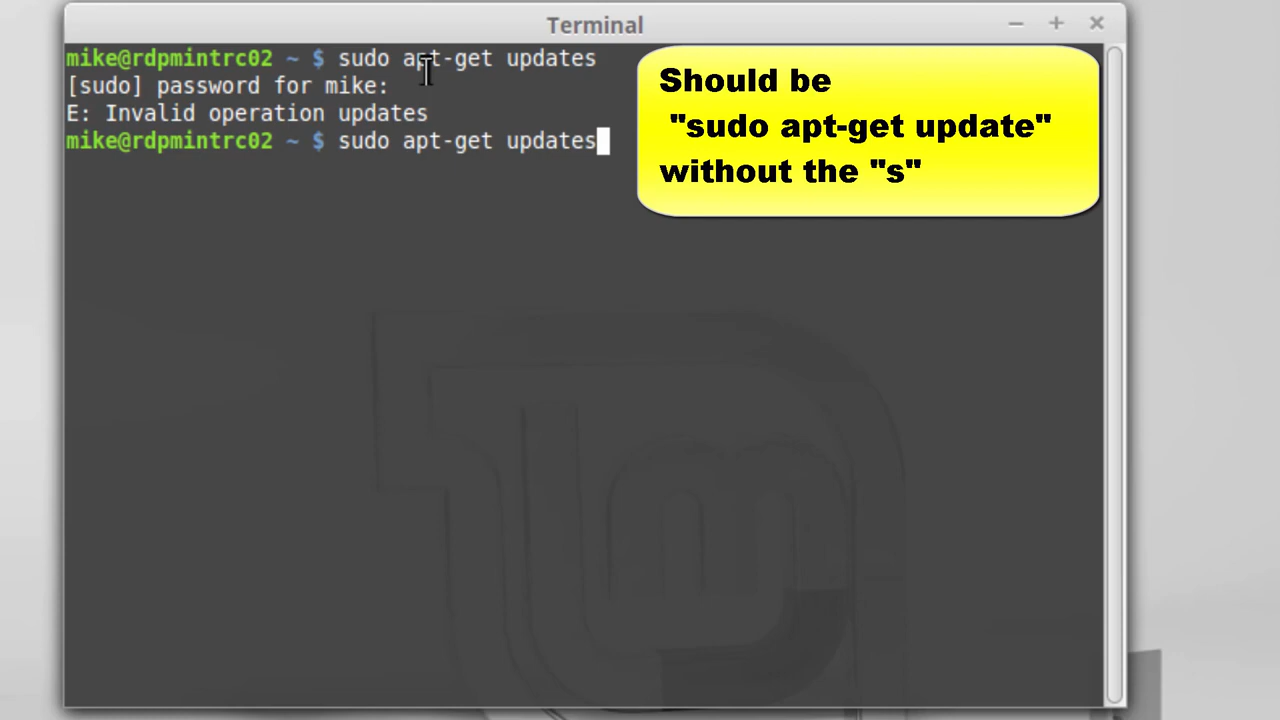 Terminal
mike@rdpmintrc02 ~ $ sudo apt-get updates
[sudo] password for mike:
E: Invalid operation updates
mike@rdpmintrc02 ~ $ sudo apt-get updates
Should be
"sudo apt-get update"
without the "s"